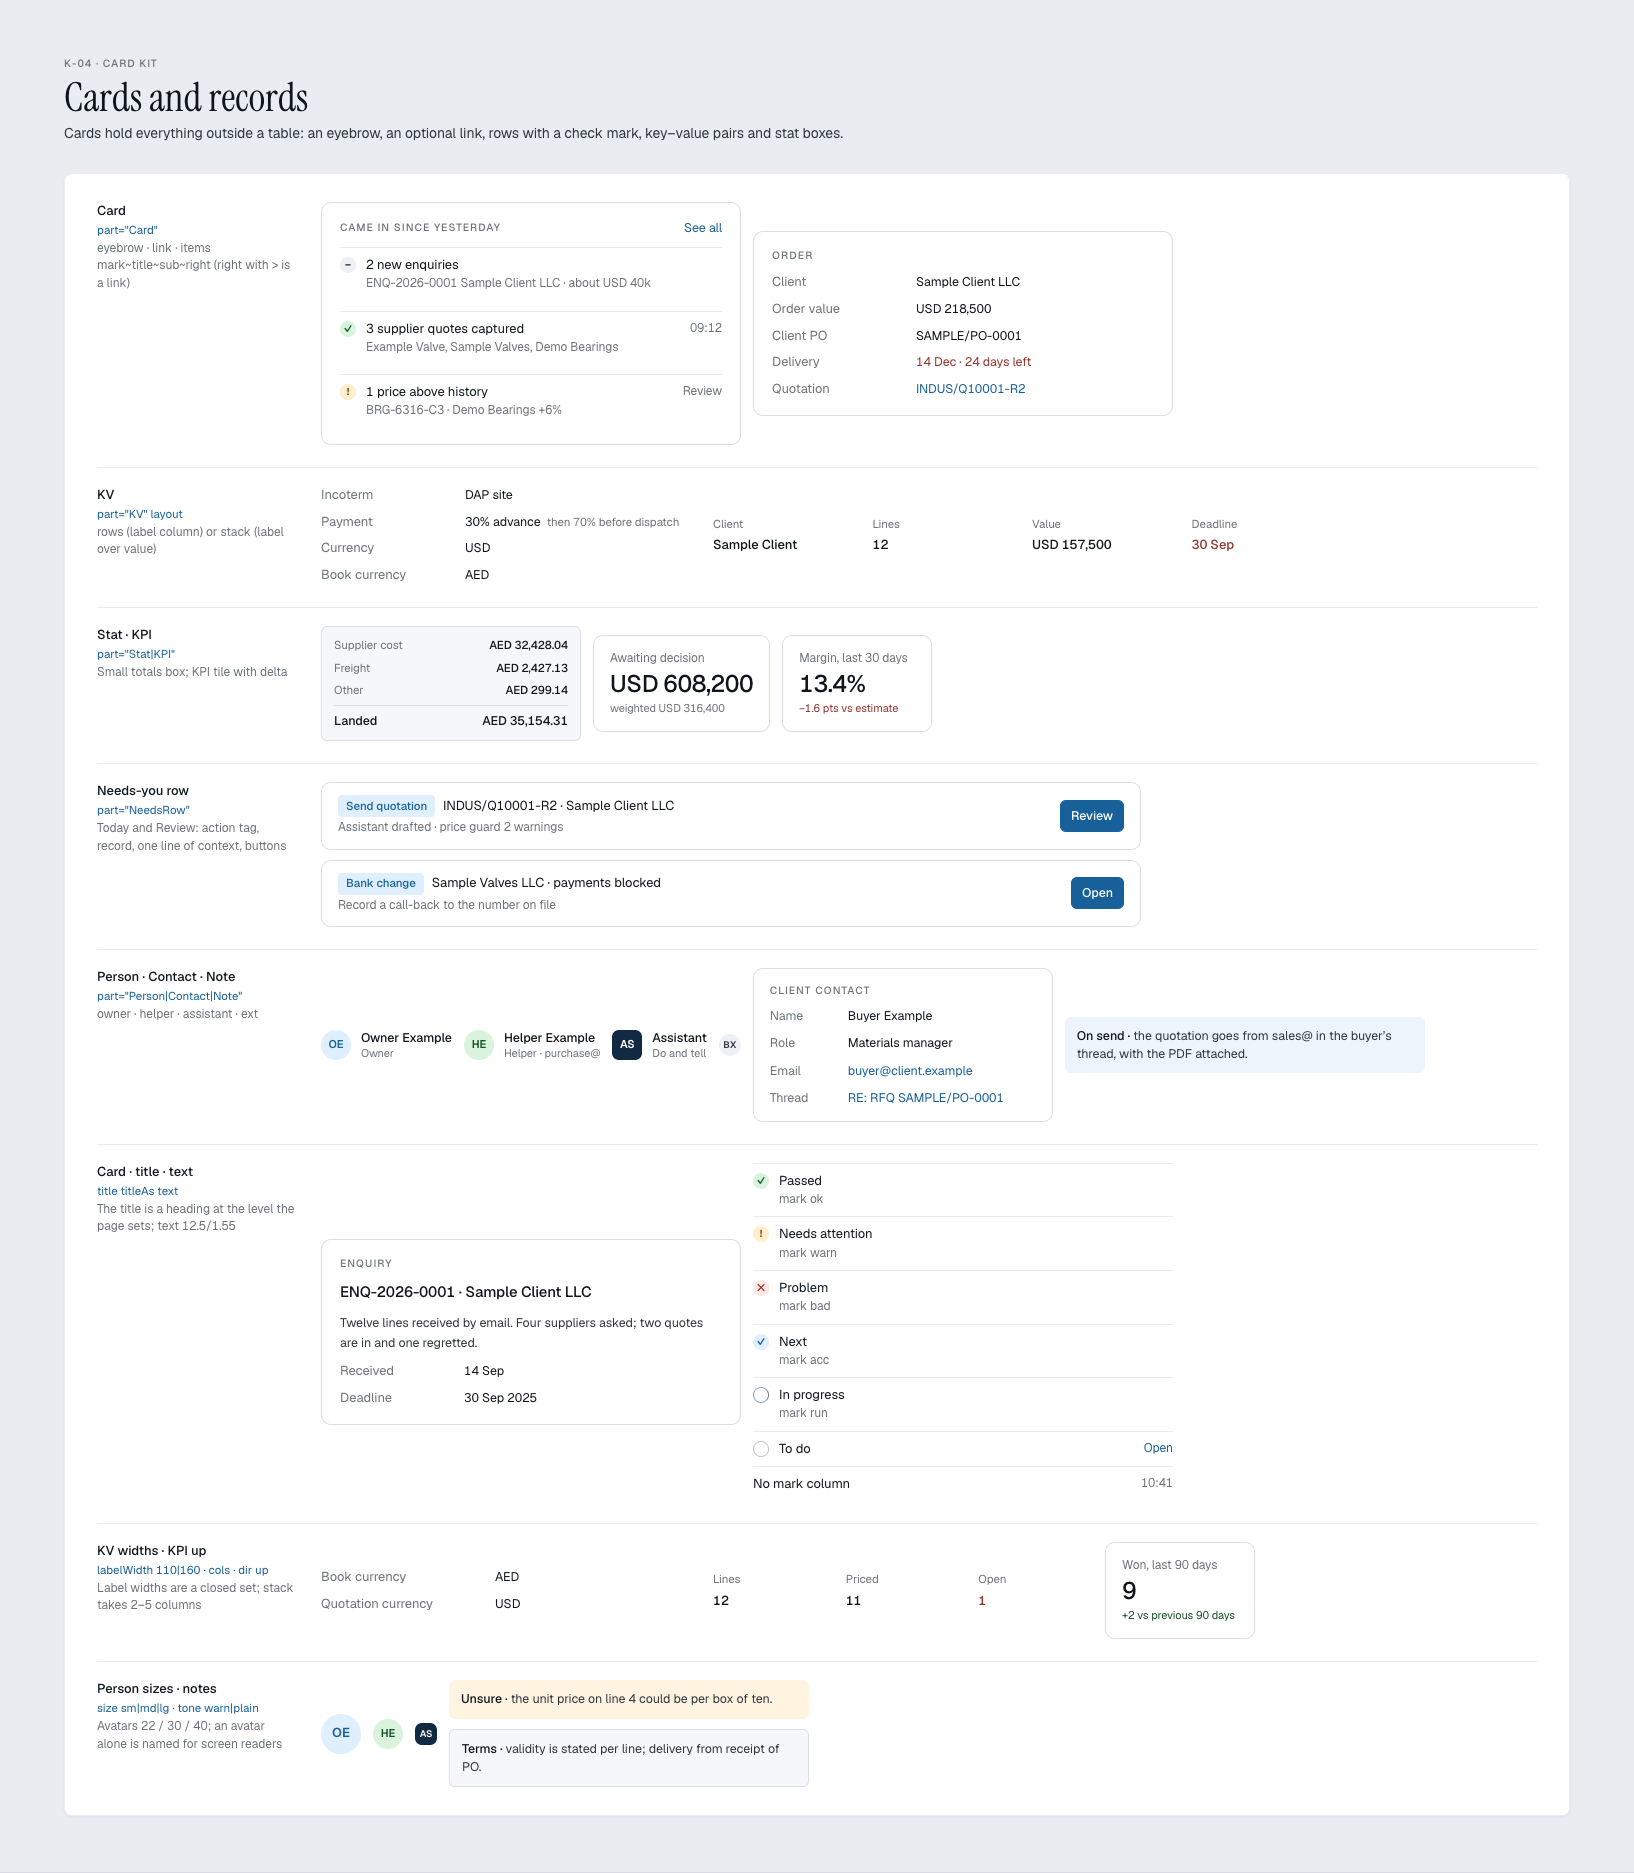 K-04 · CARD KIT
Cards and records
Cards hold everything outside a table: an eyebrow, an optional link, rows with a check mark, key–value pairs and stat boxes.
Card
part="Card"
eyebrow · link · items
mark~title~sub~right (right with > is
a link)
CAME IN SINCE YESTERDAY See all
2 new enquiries
ENQ-2026-0001 Sample Client LLC · about USD 40k
3 supplier quotes captured 09:12
Example Valve, Sample Valves, Demo Bearings
! 1 price above history Review
BRG-6316-C3 · Demo Bearings +6%
ORDER
Client Sample Client LLC
Order value USD 218,500
Client PO SAMPLE/PO-0001
Delivery 14 Dec · 24 days left
Quotation INDUS/Q10001-R2
KV
part="KV" layout
rows (label column) or stack (label
over value)
Incoterm DAP site
Payment 30% advance then 70% before dispatch
Currency USD
Book currency AED
Client Lines Value Deadline
Sample Client 12 USD 157,500 30 Sep
Stat · KPI
part="Stat|KPI"
Small totals box; KPI tile with delta
Supplier cost AED 32,428.04
Freight AED 2,427.13
Other AED 299.14
Landed AED 35,154.31
Awaiting decision
USD 608,200
weighted USD 316,400
Margin, last 30 days
13.4%
−1.6 pts vs estimate
Needs-you row
part="NeedsRow"
Today and Review: action tag,
record, one line of context, buttons
Send quotation INDUS/Q10001-R2 · Sample Client LLC
Assistant drafted · price guard 2 warnings
Review
Bank change Sample Valves LLC · payments blocked
Record a call-back to the number on file
Open
Person · Contact · Note
part="Person|Contact|Note"
owner · helper · assistant · ext
OE Owner Example
Owner
HE Helper Example
Helper · purchase@
AS Assistant
Do and tell
BX
CLIENT CONTACT
Name Buyer Example
Role Materials manager
Email buyer@client.example
Thread RE: RFQ SAMPLE/PO-0001
On send · the quotation goes from sales@ in the buyer's
thread, with the PDF attached.
Card · title · text
title titleAs text
The title is a heading at the level the
page sets; text 12.5/1.55
ENQUIRY
ENQ-2026-0001 · Sample Client LLC
Twelve lines received by email. Four suppliers asked; two quotes
are in and one regretted.
Received 14 Sep
Deadline 30 Sep 2025
Passed
mark ok
! Needs attention
mark warn
Problem
mark bad
Next
mark acc
In progress
mark run
To do Open
No mark column 10:41
KV widths · KPI up
labelWidth 110|160 · cols · dir up
Label widths are a closed set; stack
takes 2–5 columns
Book currency AED
Quotation currency USD
Lines Priced Open
12 11 1
Won, last 90 days
9
+2 vs previous 90 days
Person sizes · notes
size sm|md|lg · tone warn|plain
Avatars 22 / 30 / 40; an avatar
alone is named for screen readers
OE HE AS
Unsure · the unit price on line 4 could be per box of ten.
Terms · validity is stated per line; delivery from receipt of
PO.